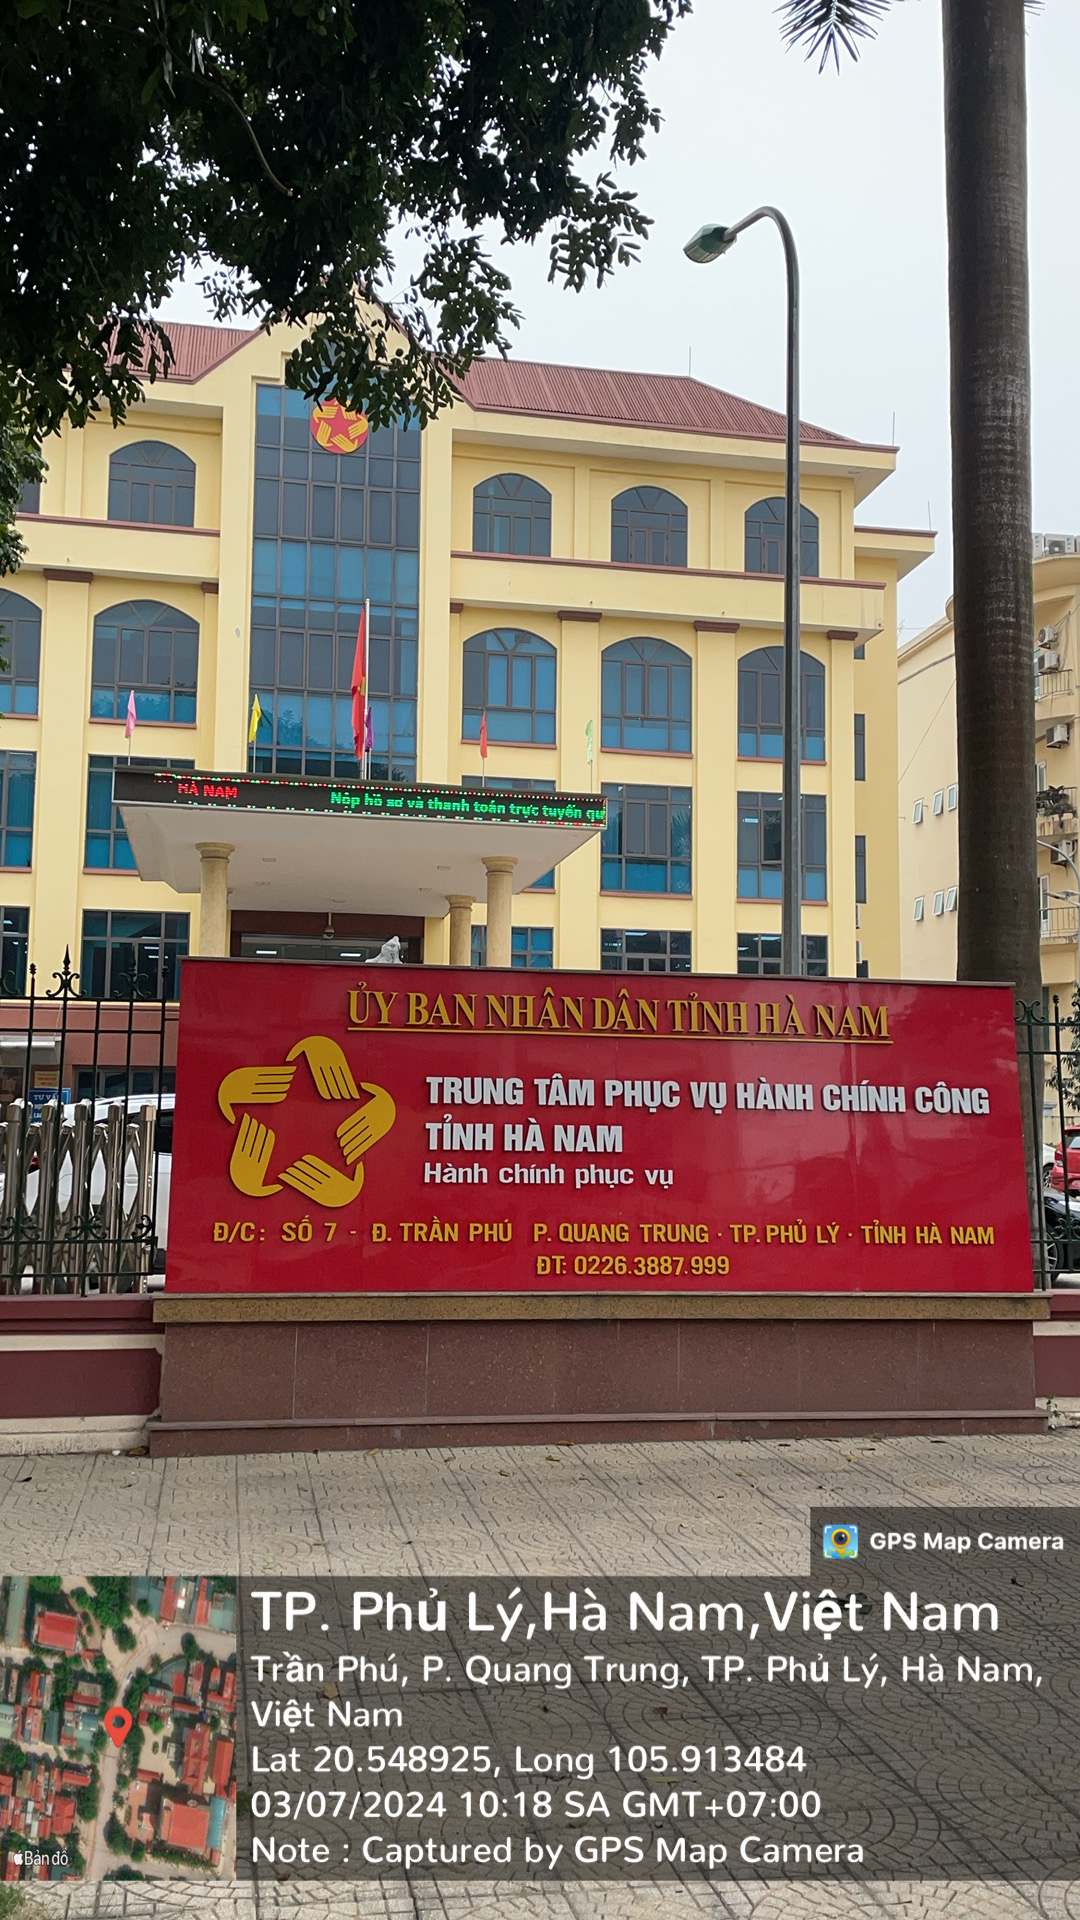 HÀ NAM
Nộp hồ sơ và thanh toán trực tuyến qu
ỦY BAN NHÂN DÂN TỈNH HÀ NAM
TRUNG TÂM PHỤC VỤ HÀNH CHÍNH CÔNG
TỈNH HÀ NAM
Hành chính phục vụ
Đ/C: SỐ 7 - Đ. TRẦN PHÚ P. QUANG TRUNG · TP. PHỦ LÝ · TỈNH HÀ NAM
ĐT: 0226.3887.999
TƯ VẤN
GPS Map Camera
TP. Phủ Lý,Hà Nam,Việt Nam
Trần Phú, P. Quang Trung, TP. Phủ Lý, Hà Nam,
Việt Nam
Lat 20.548925, Long 105.913484
03/07/2024 10:18 SA GMT+07:00
Note : Captured by GPS Map Camera
Bản đồ